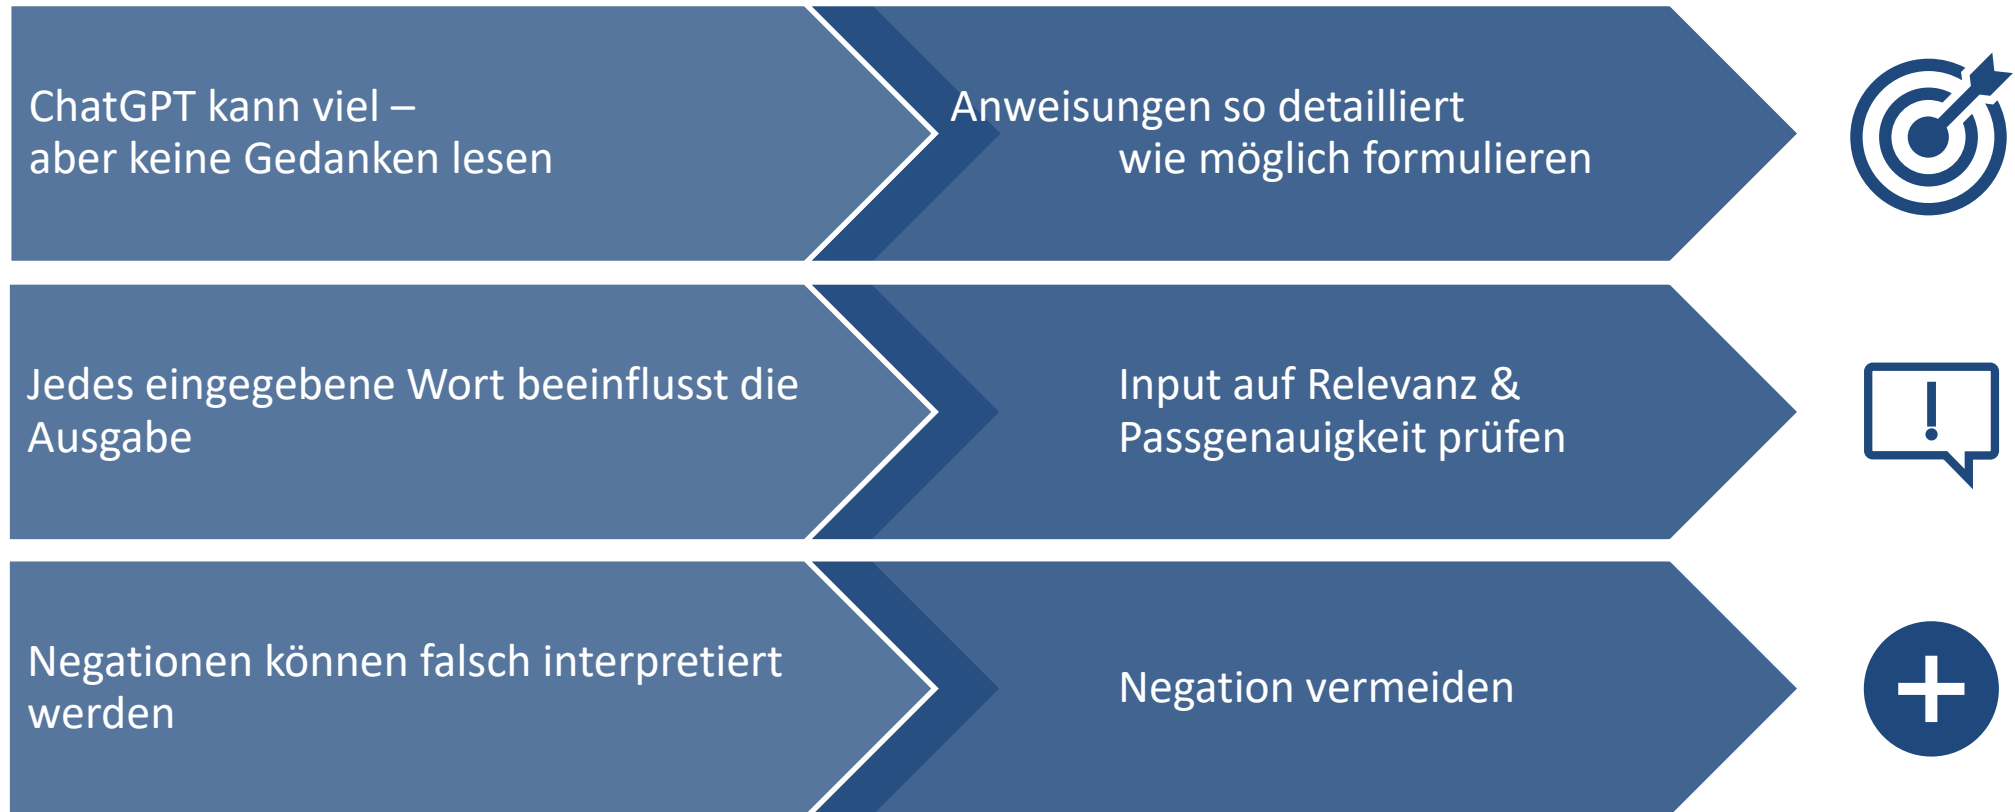 ChatGPT kann viel –
aber keine Gedanken lesen
Anweisungen so detailliert
wie möglich formulieren
Jedes eingegebene Wort beeinflusst die
Ausgabe
Input auf Relevanz &
Passgenauigkeit prüfen
!
Negationen können falsch interpretiert
werden
Negation vermeiden
+